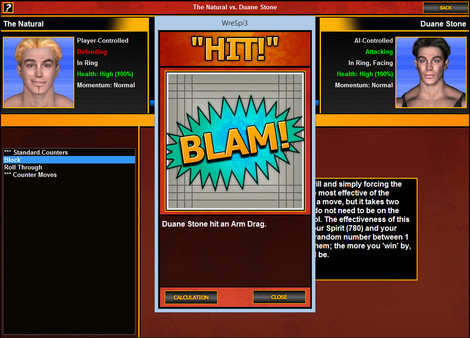 ?
The Natural vs. Duane Stone
BACK
The Natural
Player-Controlled
Defending
In Ring
Health: High (100%)
Momentum: Normal
WreSpi3
"HIT!"
BLAM!
Duane Stone hit an Arm Drag.
CALCULATION
CLOSE
Duane Stone
AI-Controlled
Attacking
In Ring, Facing
Health: High (100%)
Momentum: Normal
*** Standard Counters
Block
Roll Through
*** Counter Moves
and simply forcing the
most effective of the
a move, but it takes two
do not need to be on the
The effectiveness of this
Spirit (780) and your
random number between 1
the more you 'win' by,
be.